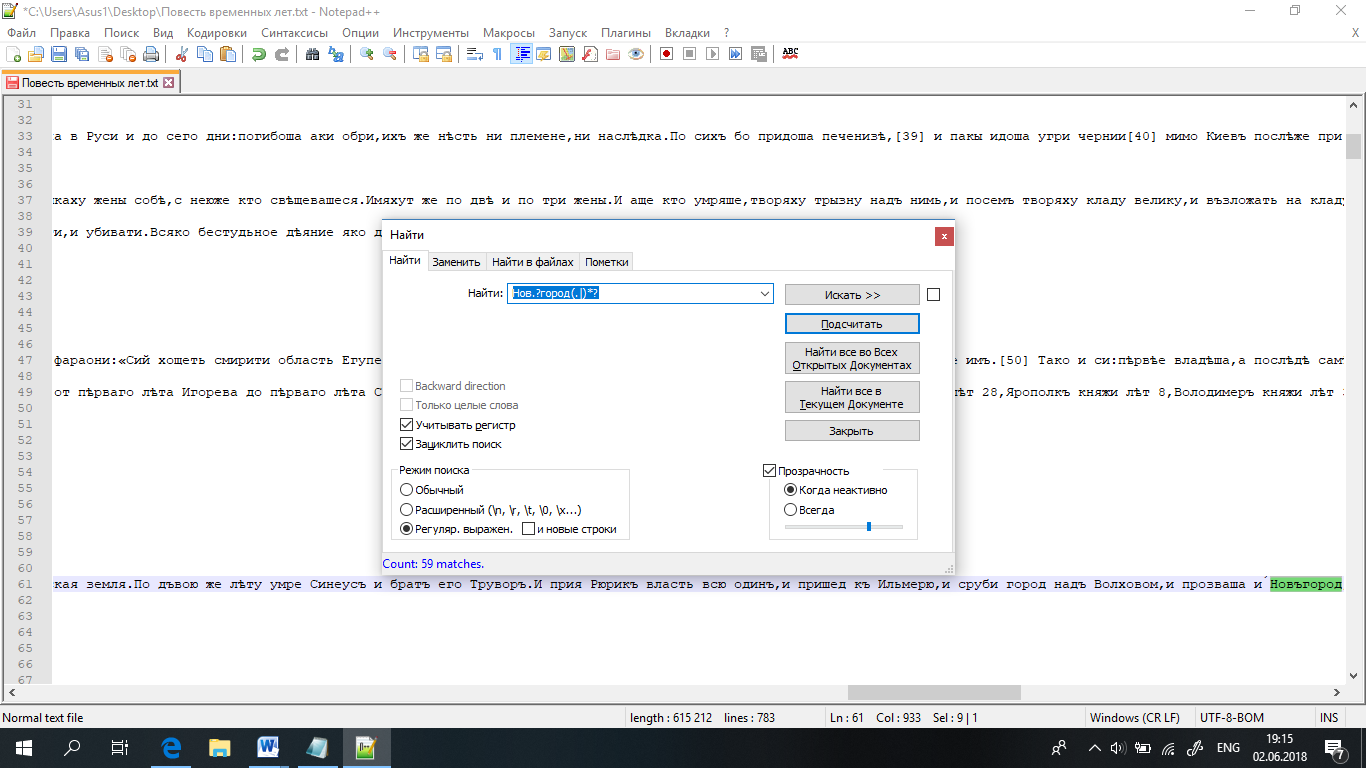 *C:\Users\Asus1\Desktop\Повесть временных лет.txt - Notepad++
Файл Правка Поиск Вид Кодировки Синтаксисы Опции Инструменты Макросы Запуск Плагины Вкладки ? X
Повесть временных лет.txt
31
32
33 ка в Руси и до сего дни:погибоша аки обри,ихъ же нѣсть ни племене,ни наслѣдка.По сихъ бо придоша печенизѣ,[39] и пакы идоша угри чернии[40] мимо Киевъ послѣже при
34
35
36
37 каху жены собѣ,с неюже кто свѣщевашеся.Имяхут же по двѣ и по три жены.И аще кто умряше,творяху трызну надъ нимь,и посемъ творяху кладу велику,и възложать на клад
38
39 ти,и убивати.Всяко бестудьное дѣяние яко д
40
41
42
43
44
45
46
47 фараони:«Сий хощеть смирити область Егупе е имъ.[50] Тако и си:пѣрвѣе владѣша,а послѣдѣ сам
48
49 от пѣрваго лѣта Игорева до пѣрваго лѣта С лѣт 28,Ярополкъ княжи лѣт 8,Володимеръ княжи лѣт
50
51
52
53
54
55
56
57
58
59
60
61 ская земля.По дъвою же лѣту умре Синеусъ и братъ его Труворъ.И прия Рюрикъ власть всю одинъ,и пришед къ Ильмерю,и сруби город надъ Волховом,и прозваша и Новъгород
62
63
64
65
66
67
Найти
x
Найти Заменить Найти в файлах Пометки
Найти: Нов.?город(.|)*?
Искать >>
Подсчитать
Найти все во Всех
Открытых Документах
Найти все в
Текущем Документе
Закрыть
Backward direction
Только целые слова
Учитывать регистр
Зациклить поиск
Режим поиска
Обычный
Расширенный (\n, \r, \t, \0, \x...)
Регуляр. выражен. и новые строки
Прозрачность
Когда неактивно
Всегда
Count: 59 matches.
Normal text file length : 615 212 lines : 783 Ln : 61 Col : 933 Sel : 9 | 1 Windows (CR LF) UTF-8-BOM INS
ENG
19:15
02.06.2018
7